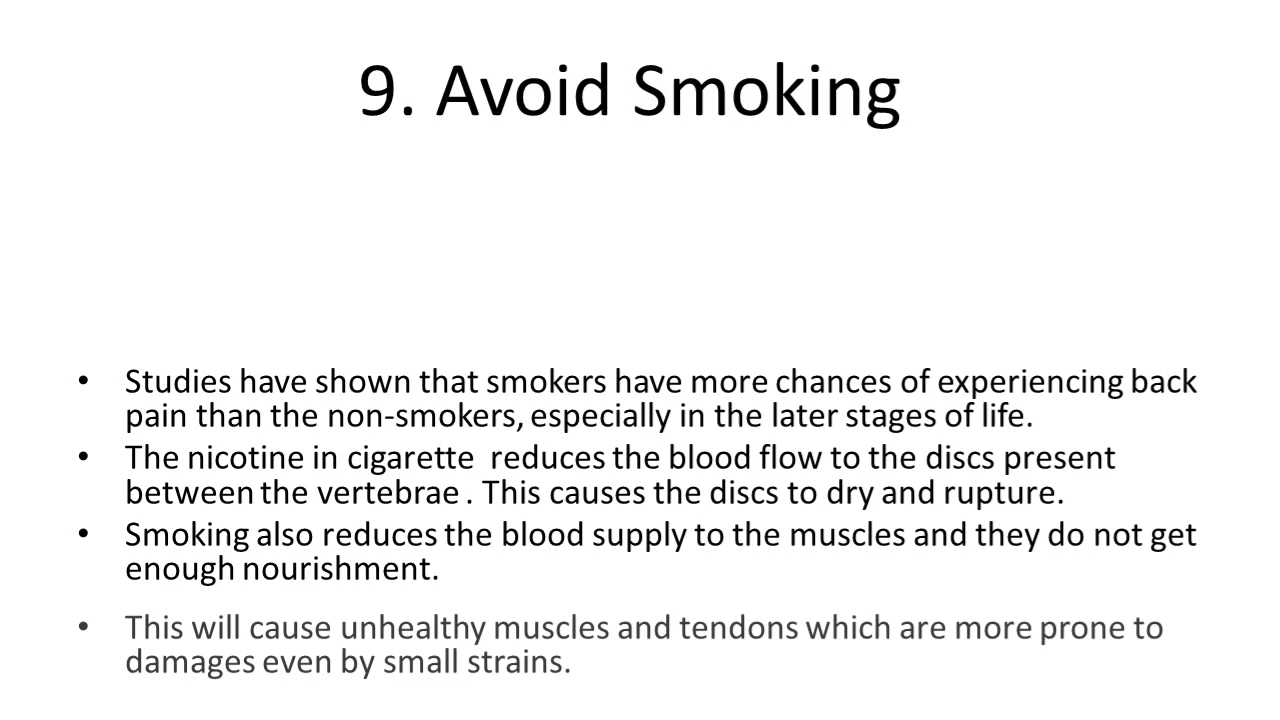 9. Avoid Smoking
• Studies have shown that smokers have more chances of experiencing back
pain than the non-smokers, especially in the later stages of life.
• The nicotine in cigarette  reduces the blood flow to the discs present
between the vertebrae . This causes the discs to dry and rupture.
• Smoking also reduces the blood supply to the muscles and they do not get
enough nourishment.
• This will cause unhealthy muscles and tendons which are more prone to
damages even by small strains.